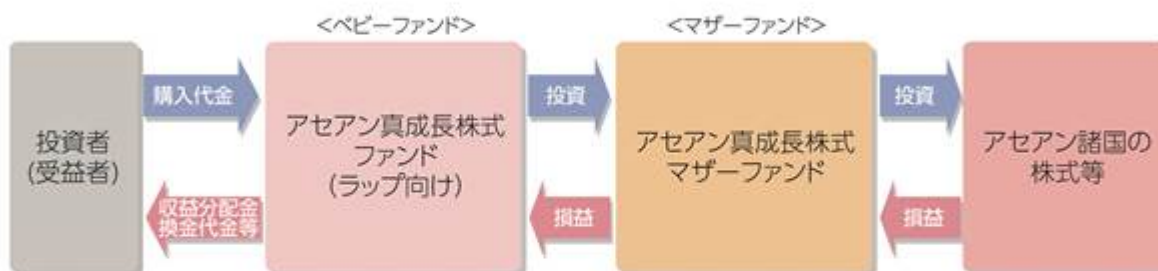 <ベビーファンド>
<マザーファンド>
投資者
(受益者)
購入代金
収益分配金
換金代金等
アセアン真成長株式
ファンド
(ラップ向け)
投資
損益
アセアン真成長株式
マザーファンド
投資
損益
アセアン諸国の
株式等